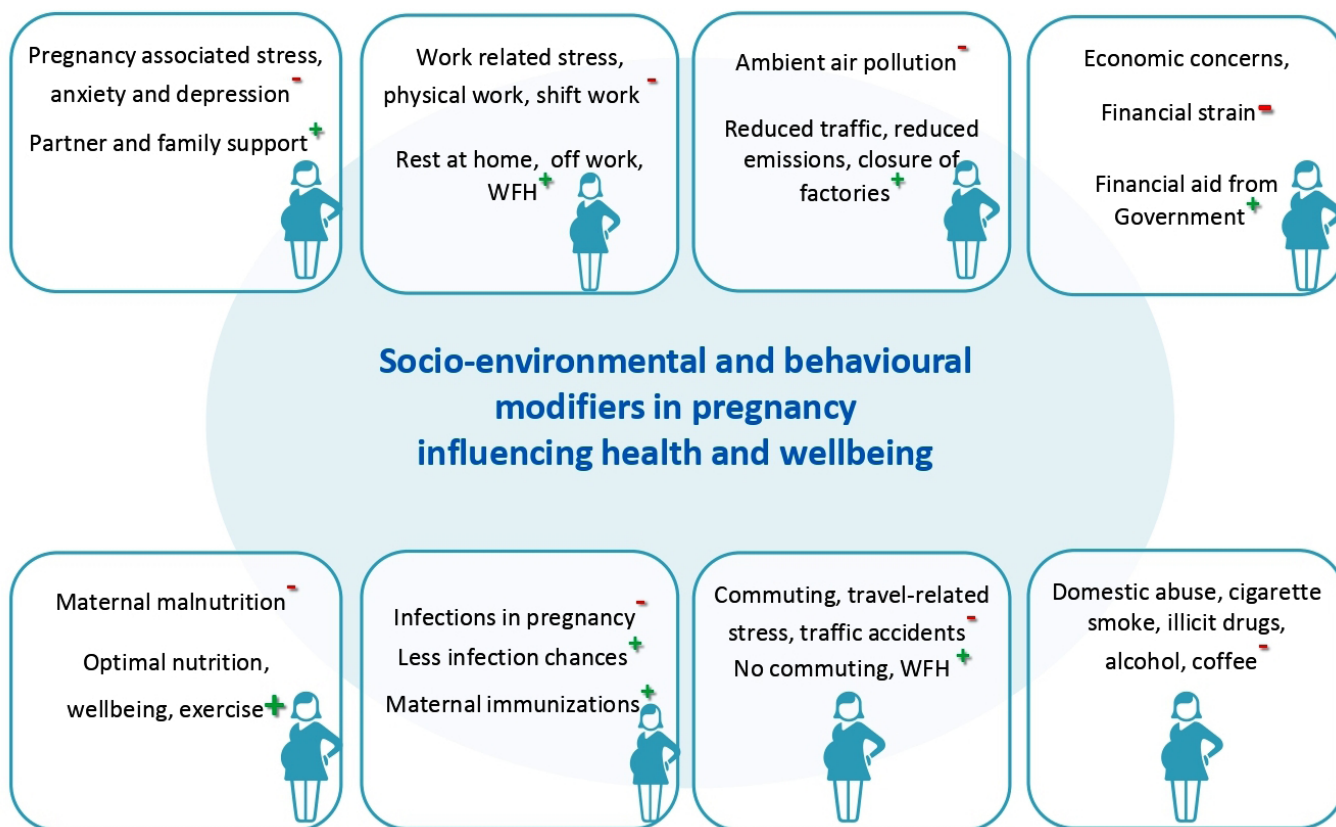 Pregnancy associated stress,
anxiety and depression -
Partner and family support +
Work related stress,
physical work, shift work -
Rest at home, off work,
WFH +
Ambient air pollution -
Reduced traffic, reduced
emissions, closure of
factories +
Economic concerns,
Financial strain -
Financial aid from
Government +
Socio-environmental and behavioural
modifiers in pregnancy
influencing health and wellbeing
Maternal malnutrition -
Optimal nutrition,
wellbeing, exercise +
Infections in pregnancy -
Less infection chances +
Maternal immunizations +
Commuting, travel-related
stress, traffic accidents -
No commuting, WFH +
Domestic abuse, cigarette
smoke, illicit drugs,
alcohol, coffee -